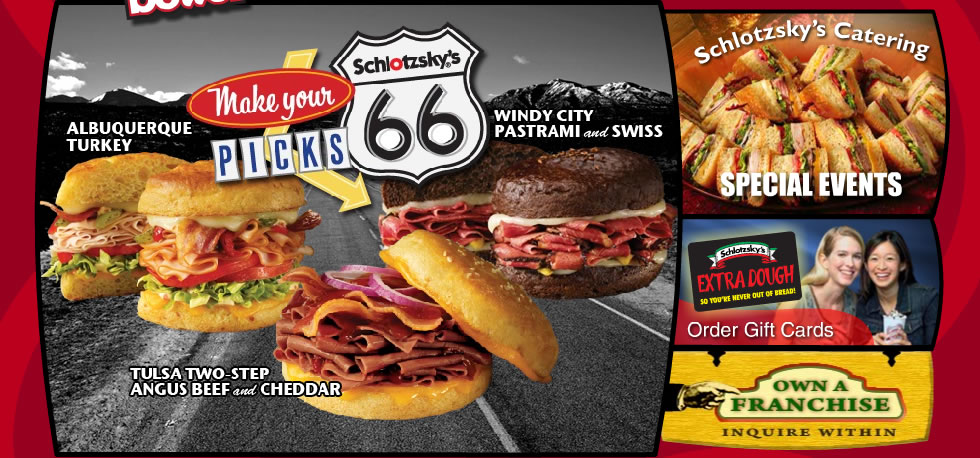 Schlotzsky's
66
Make your
PICKS
ALBUQUERQUE
TURKEY
WINDY CITY
PASTRAMI and SWISS
TULSA TWO-STEP
ANGUS BEEF and CHEDDAR
Schlotzsky's Catering
SPECIAL EVENTS
Schlotzsky's
EXTRA DOUGH
SO YOU'RE NEVER OUT OF BREAD!
Order Gift Cards
OWN A
FRANCHISE
INQUIRE WITHIN